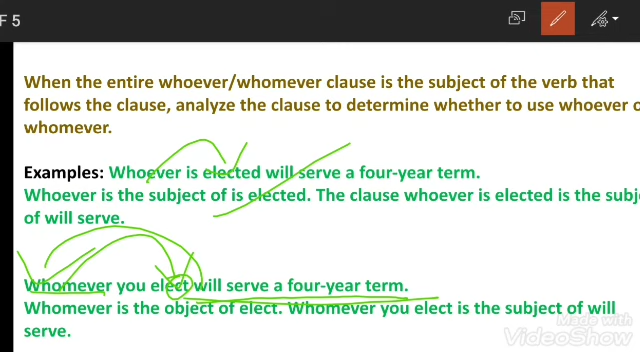 F 5
When the entire whoever/whomever clause is the subject of the verb that
follows the clause, analyze the clause to determine whether to use whoever o
whomever.
Examples: Whoever is elected will serve a four-year term.
Whoever is the subject of is elected. The clause whoever is elected is the subj
of will serve.
Whomever you elect will serve a four-year term.
Whomever is the object of elect. Whomever you elect is the subject of will
serve.
Made with
VideoShow